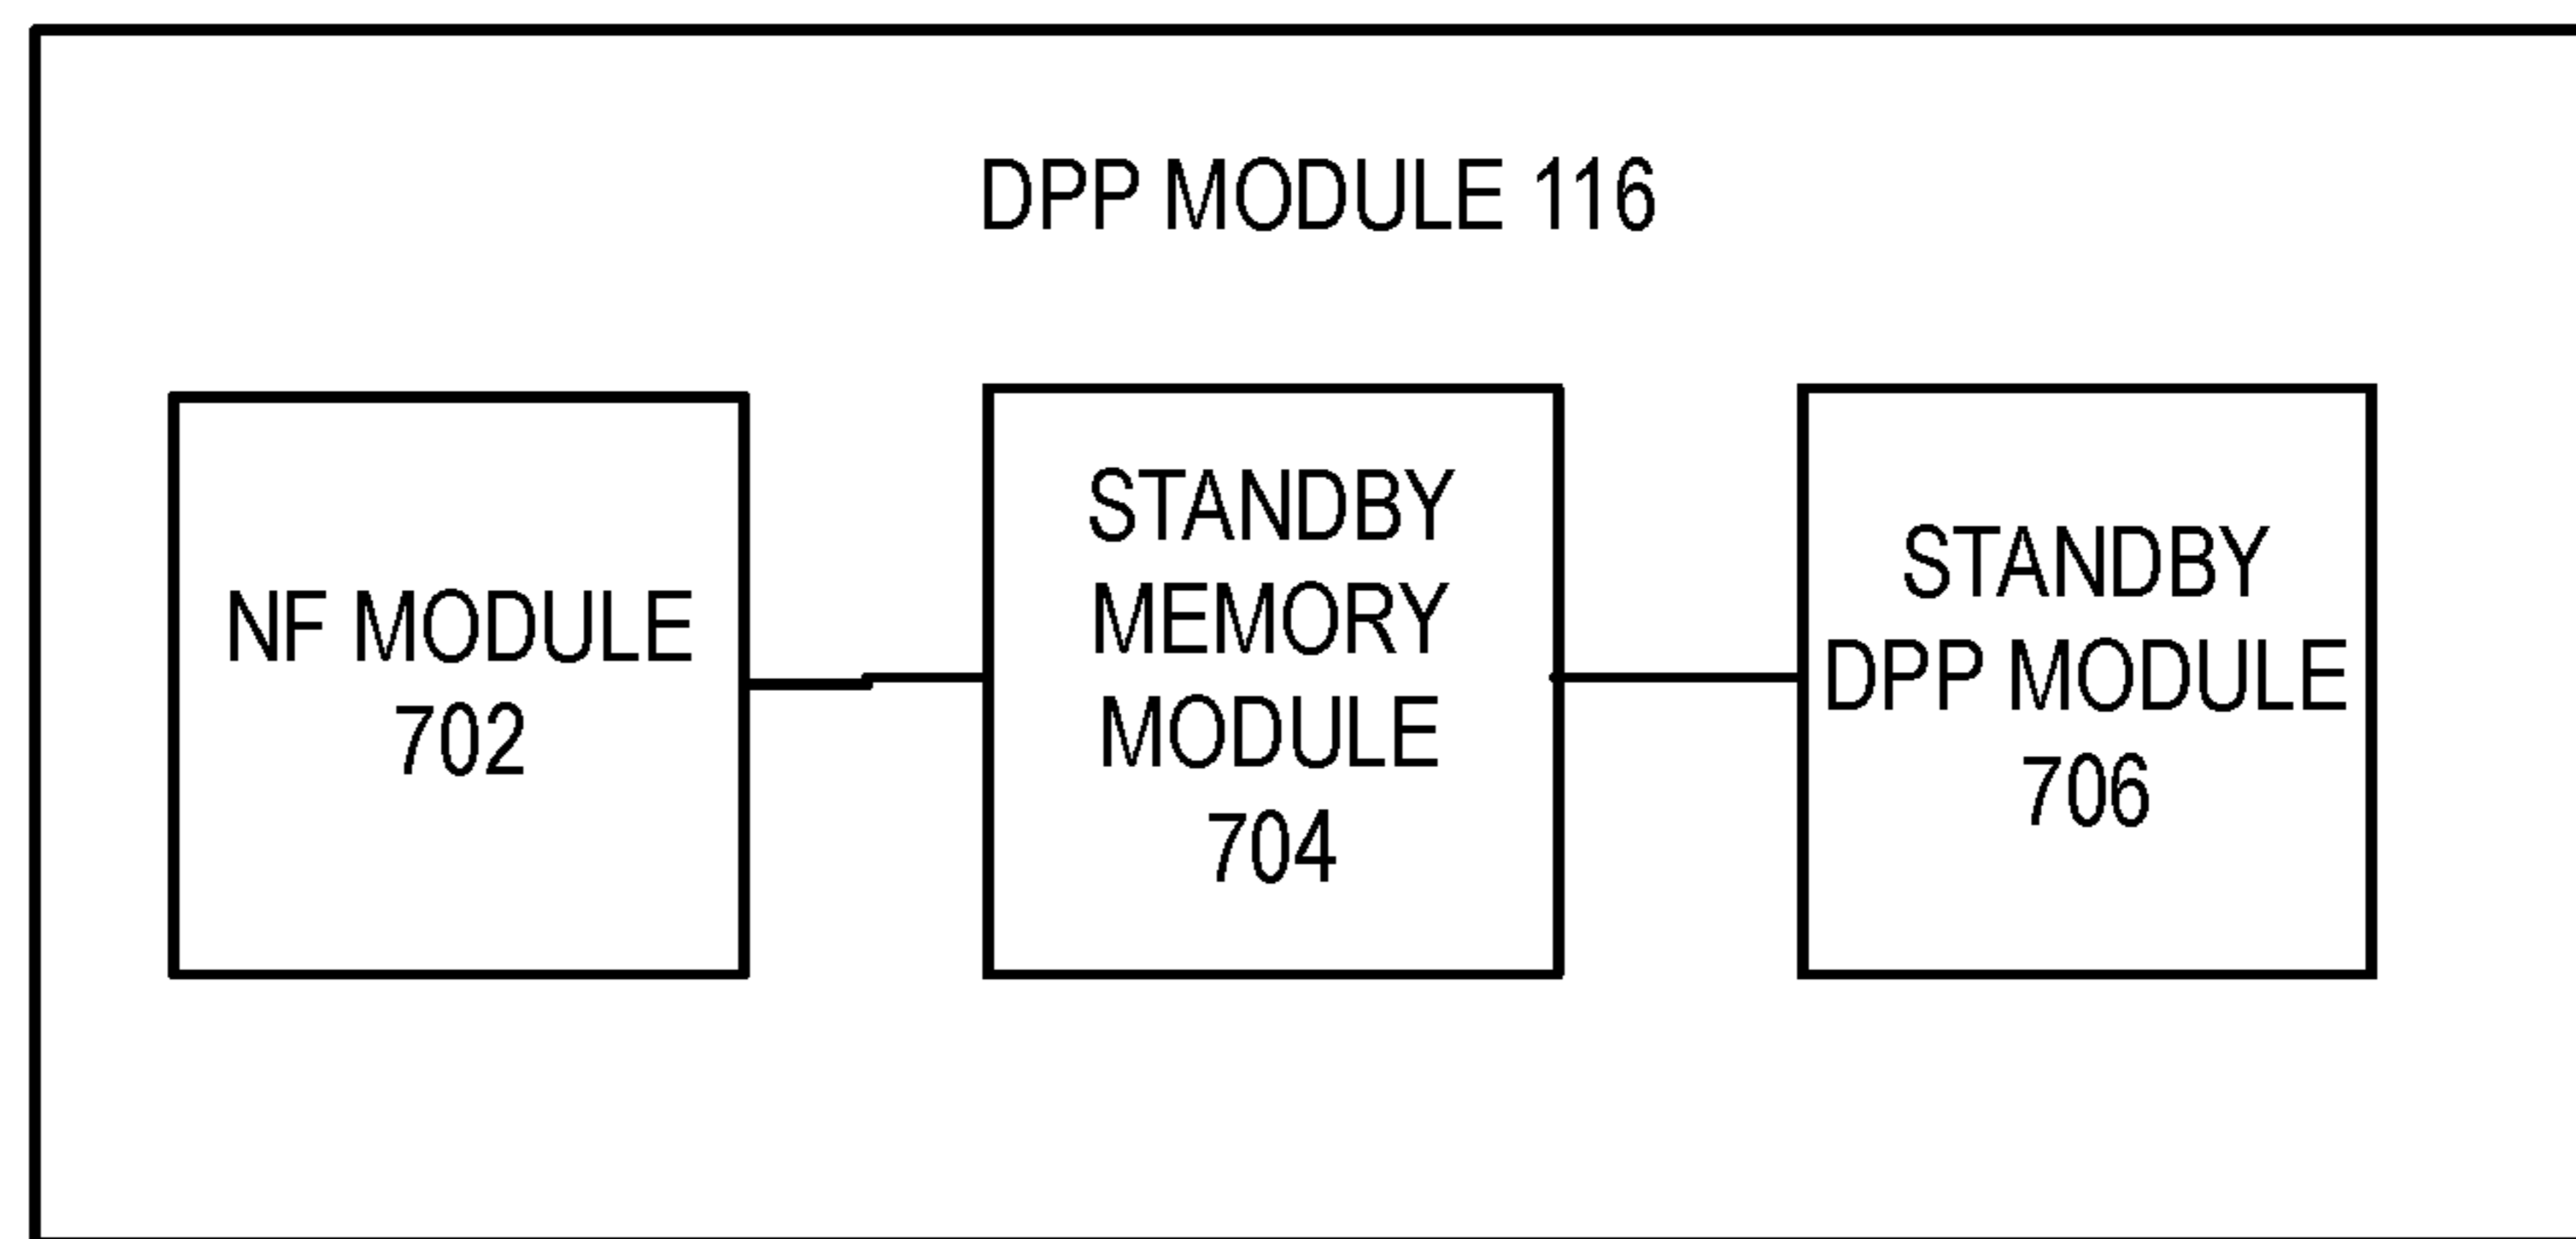 DPP MODULE 116
NF MODULE
702
STANDBY
MEMORY
MODULE
704
STANDBY
DPP MODULE
706